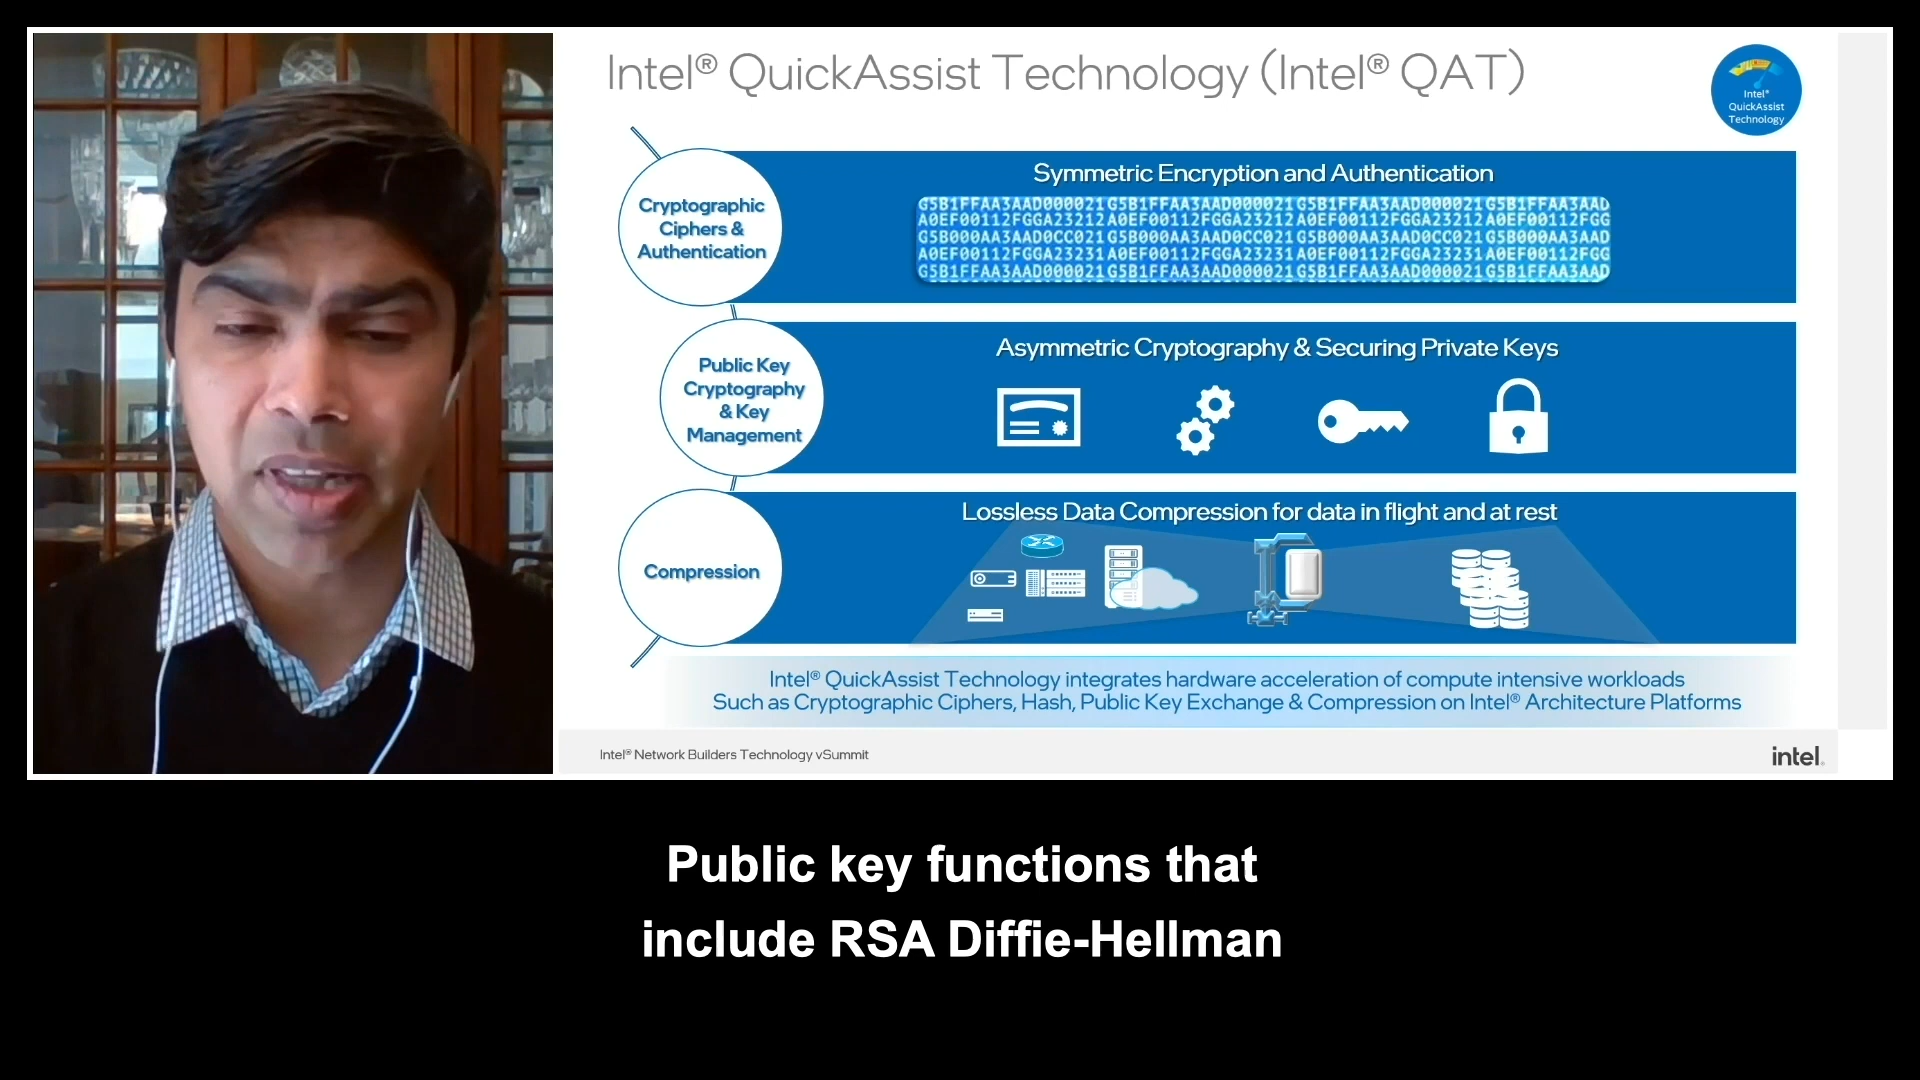 Intel® QuickAssist Technology (Intel® QAT)
Intel®
QuickAssist
Technology
Cryptographic
Ciphers &
Authentication
Symmetric Encryption and Authentication
G5B1FFAA3AAD000021G5B1FFAA3AAD000021G5B1FFAA3AAD000021G5B1FFAA3AAD
A0EF00112FGGA23212A0EF00112FGGA23212A0EF00112FGGA23212A0EF00112FGG
G5B000AA3AAD0CC021G5B000AA3AAD0CC021G5B000AA3AAD0CC021G5B000AA3AAD
A0EF00112FGGA23231A0EF00112FGGA23231A0EF00112FGGA23231A0EF00112FGG
G5B1FFAA3AAD000021G5B1FFAA3AAD000021G5B1FFAA3AAD000021G5B1FFAA3AAD
Public Key
Cryptography
& Key
Management
Asymmetric Cryptography & Securing Private Keys
Compression
Lossless Data Compression for data in flight and at rest
Intel® QuickAssist Technology integrates hardware acceleration of compute intensive workloads
Such as Cryptographic Ciphers, Hash, Public Key Exchange & Compression on Intel® Architecture Platforms
Intel® Network Builders Technology vSummit
intel.
Public key functions that
include RSA Diffie-Hellman